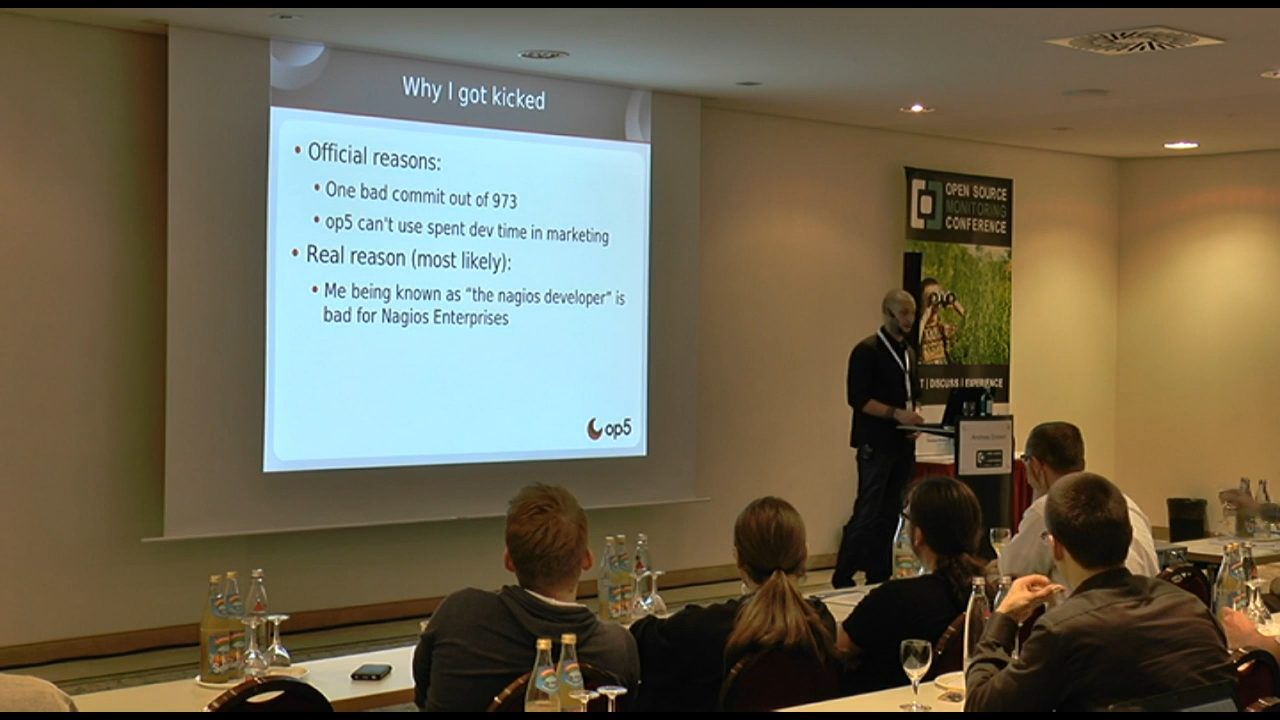 Why I got kicked
• Official reasons:
• One bad commit out of 973
• op5 can't use spent dev time in marketing
• Real reason (most likely):
• Me being known as “the nagios developer” is
bad for Nagios Enterprises
op5
OPEN SOURCE
MONITORING
CONFERENCE
T | DISCUSS | EXPERIENCE
Andreas